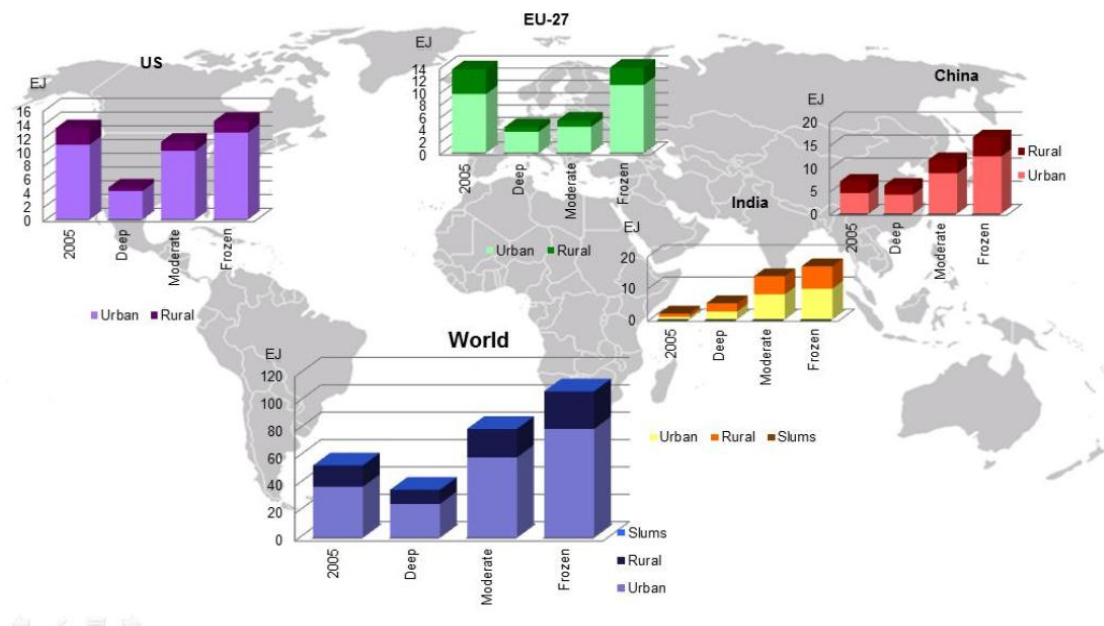 EU-27
EJ
14
12
10
8
6
4
2
0
2005
Deep
Moderate
Frozen
Urban Rural
US
EJ
16
14
12
10
8
6
4
2
0
2005
Deep
Moderate
Frozen
Urban Rural
China
EJ
20
15
10
5
0
2005
Deep
Moderate
Frozen
Rural
Urban
India
EJ
20
10
0
2005
Deep
Moderate
Frozen
Urban Rural Slums
World
EJ
120
100
80
60
40
20
0
2005
Deep
Moderate
Frozen
Slums
Rural
Urban